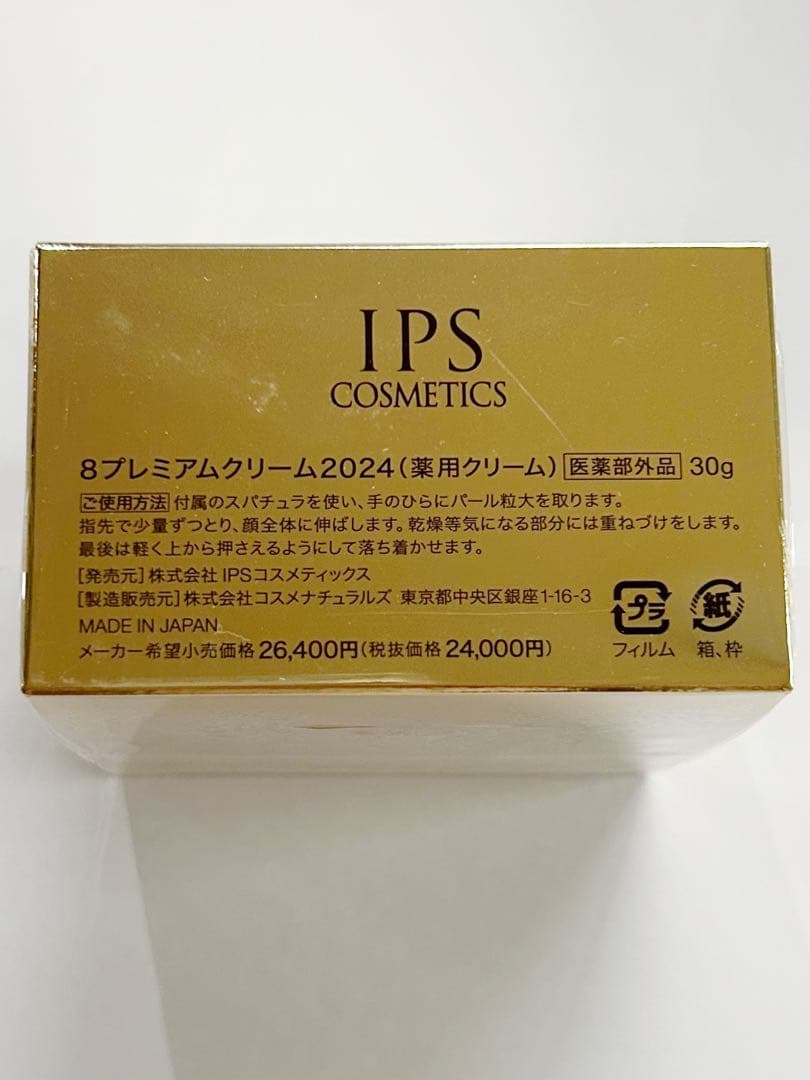 IPS
COSMETICS
8プレミアムクリーム2024(薬用クリーム) 医薬部外品 30g
ご使用方法 付属のスパチュラを使い、手のひらにパール粒大を取ります。
指先で少量ずつとり、顔全体に伸ばします。乾燥等気になる部分には重ねづけをします。
最後は軽く上から押さえるようにして落ち着かせます。
[発売元]株式会社 IPSコスメティックス
[製造販売元]株式会社コスメナチュラルズ 東京都中央区銀座1-16-3
MADE IN JAPAN
メーカー希望小売価格 26,400円(税抜価格 24,000円)
プラ 紙
フィルム 箱、枠